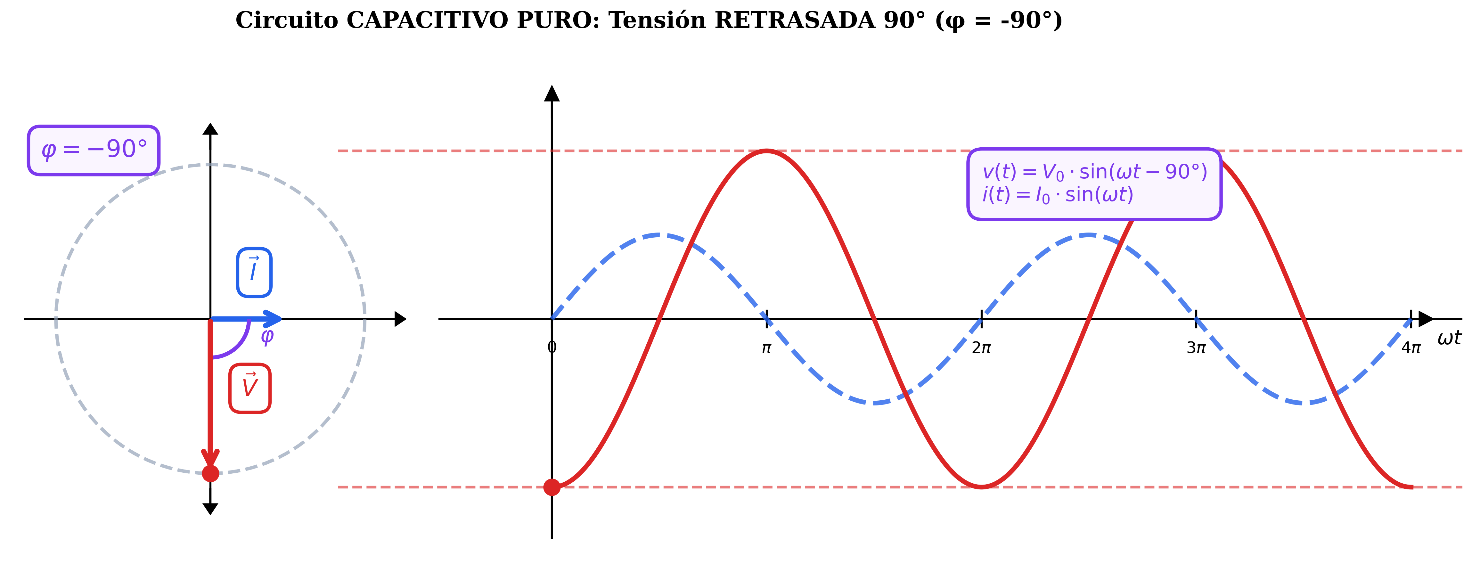 Circuito CAPACITIVO PURO: Tensión RETRASADA 90° (φ = -90°)
φ = −90°
I⃗
φ
V⃗
v(t) = V₀ · sin(ωt − 90°)
i(t) = I₀ · sin(ωt)
0
π
2π
3π
4π
ωt